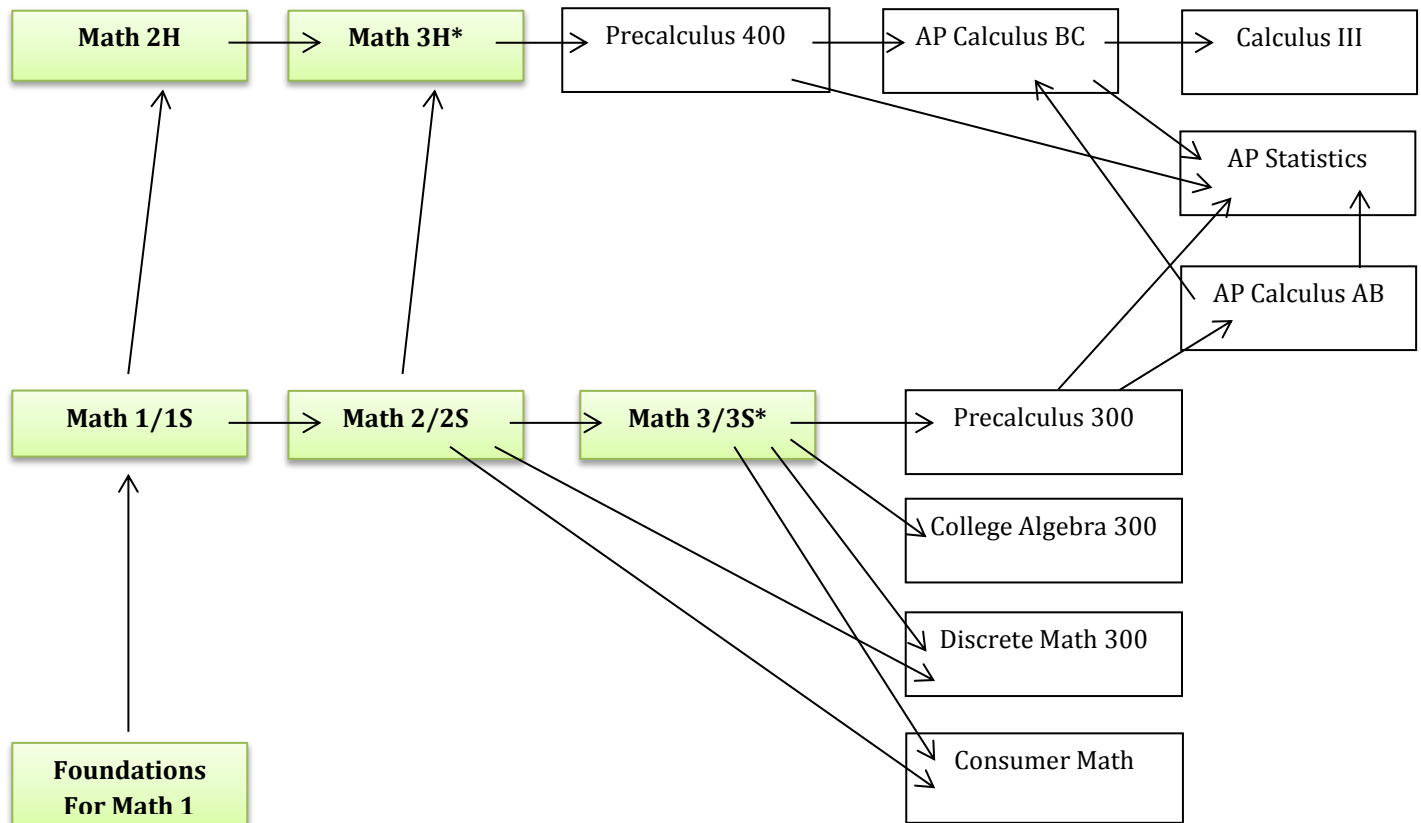 Math 2H
Math 3H*
Precalculus 400
AP Calculus BC
Calculus III
AP Statistics
AP Calculus AB
Math 1/1S
Math 2/2S
Math 3/3S*
Precalculus 300
College Algebra 300
Discrete Math 300
Consumer Math
Foundations
For Math 1